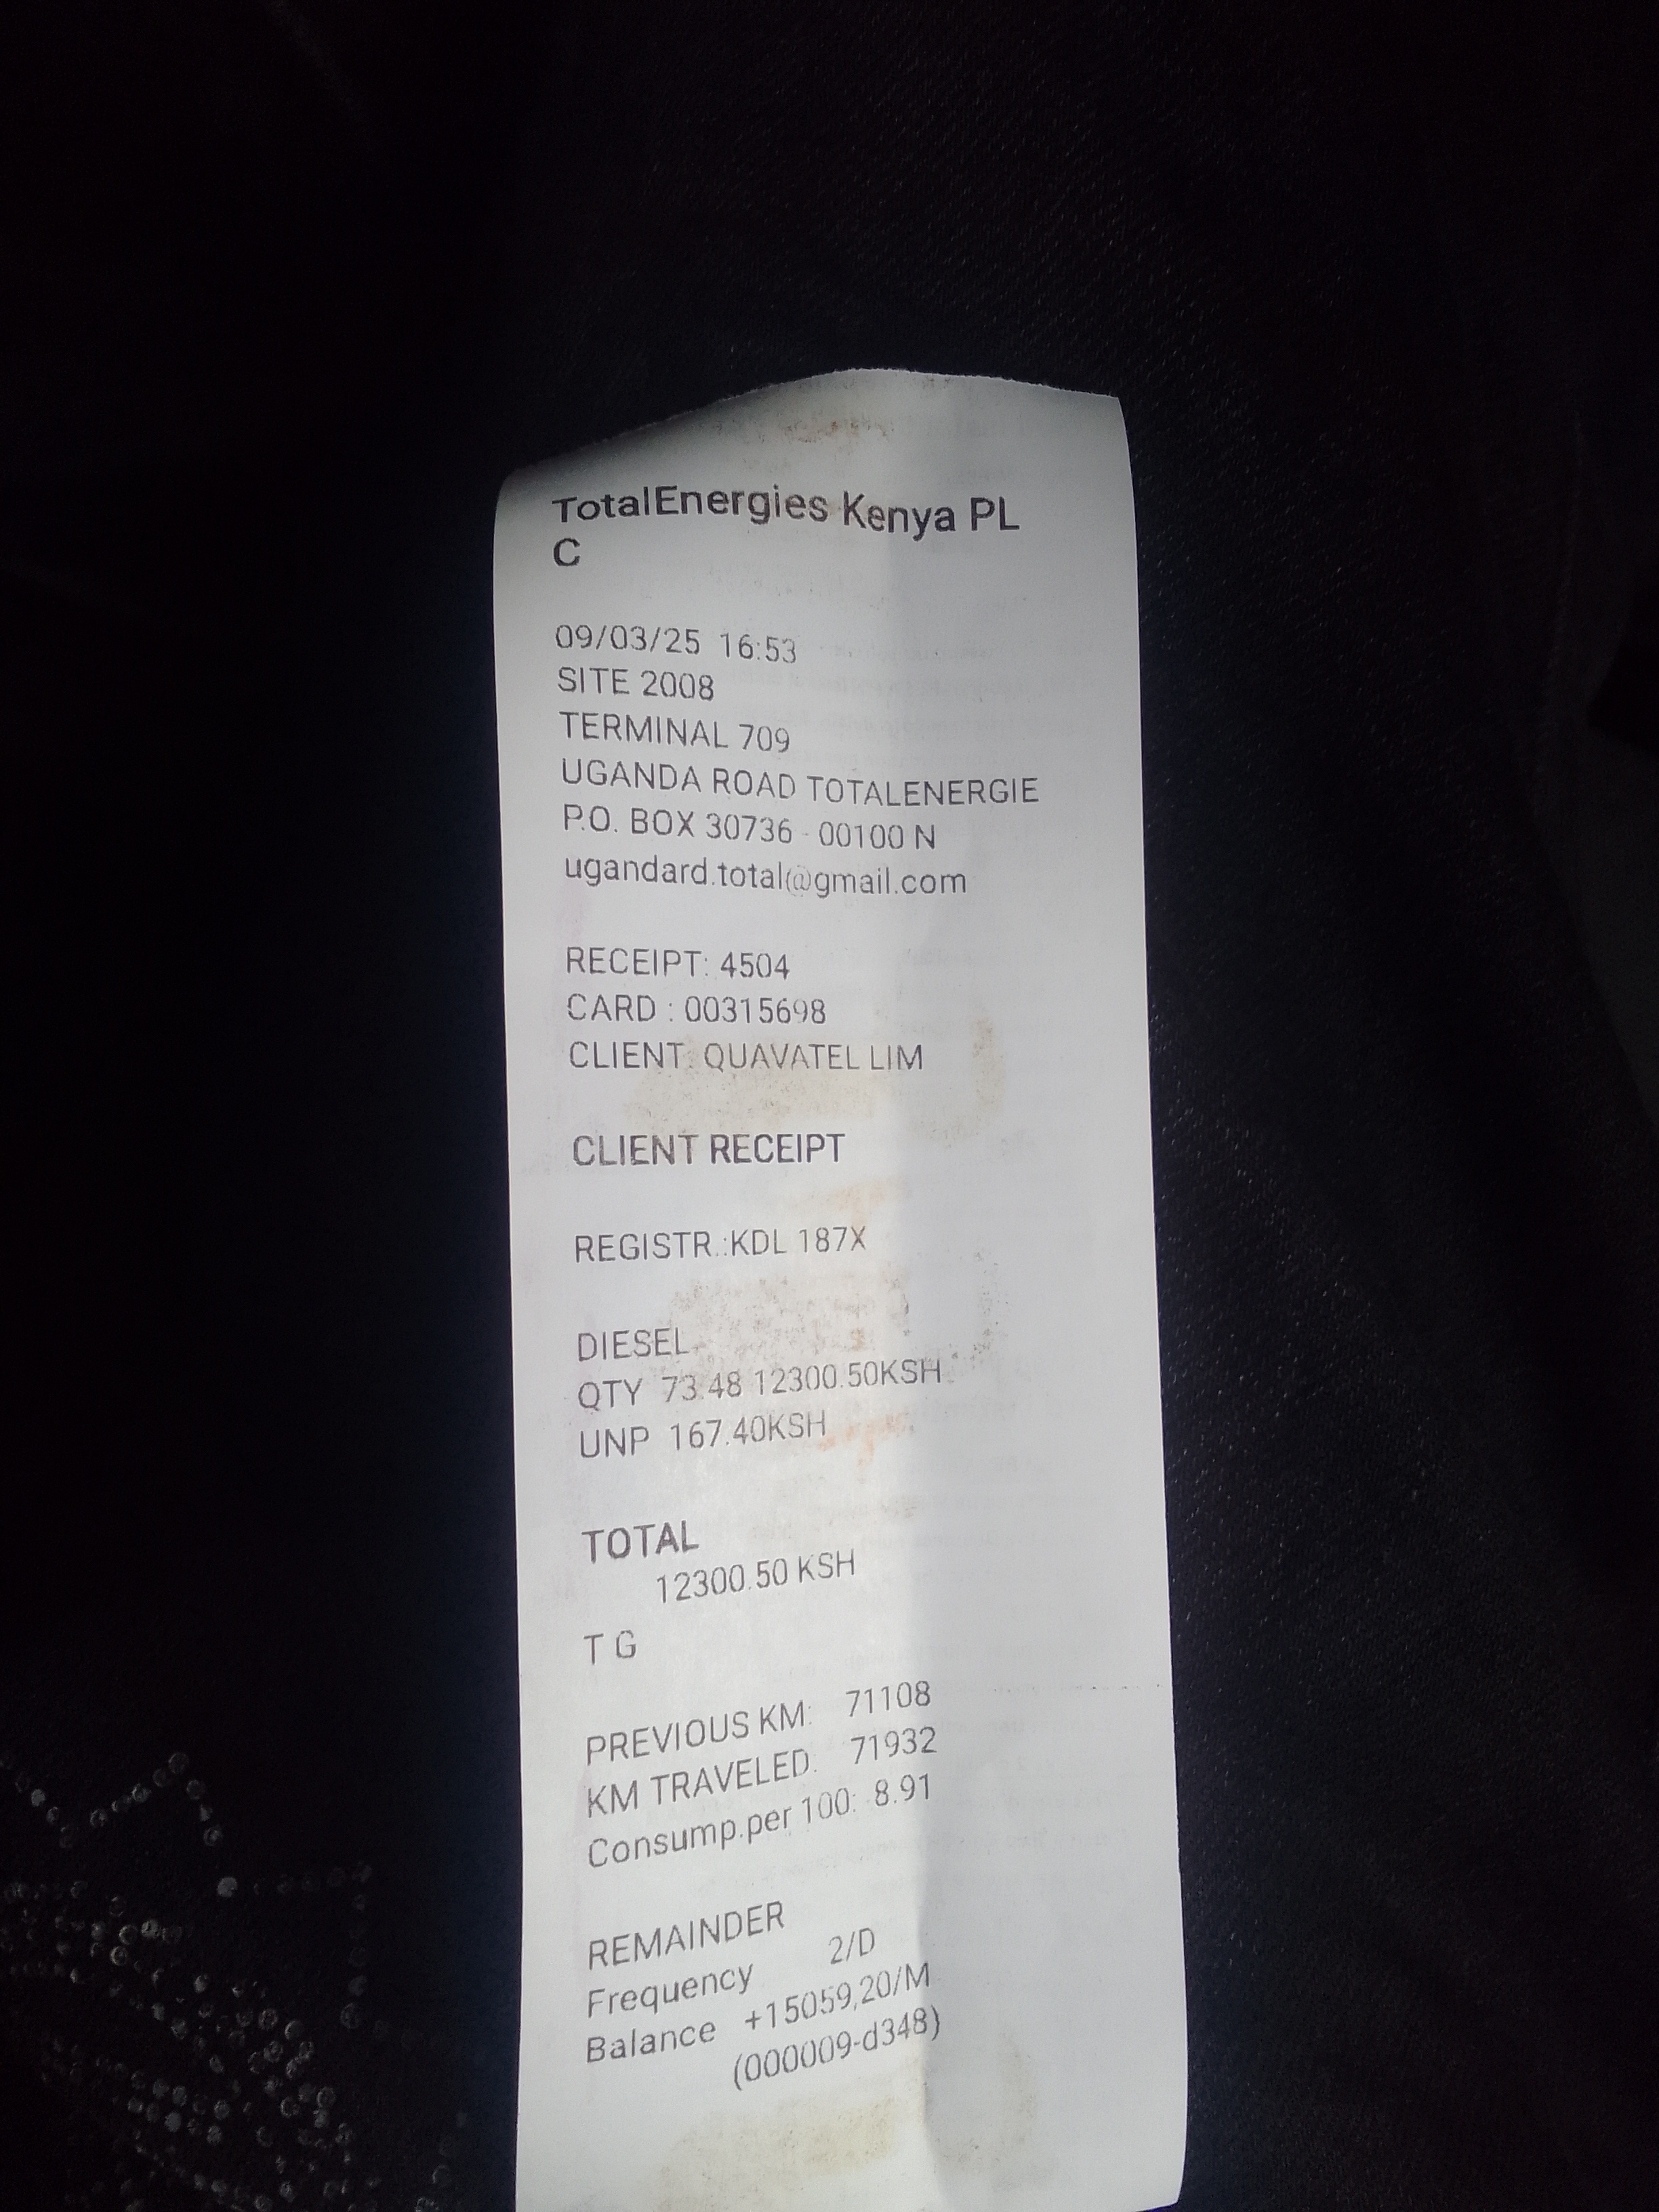 TotalEnergies Kenya PL
C
09/03/25 16:53
SITE 2008
TERMINAL 709
UGANDA ROAD TOTALENERGIE
P.O. BOX 30736 - 00100 N
ugandard.total@gmail.com
RECEIPT: 4504
CARD : 00315698
CLIENT: QUAVATEL LIM
CLIENT RECEIPT
REGISTR.:KDL 187X
DIESEL
QTY 73.48 12300.50KSH
UNP 167.40KSH
TOTAL
12300.50 KSH
T G
PREVIOUS KM: 71108
KM TRAVELED: 71932
Consump.per 100: 8.91
REMAINDER
Frequency 2/D
Balance +15059,20/M
(000009-d348)